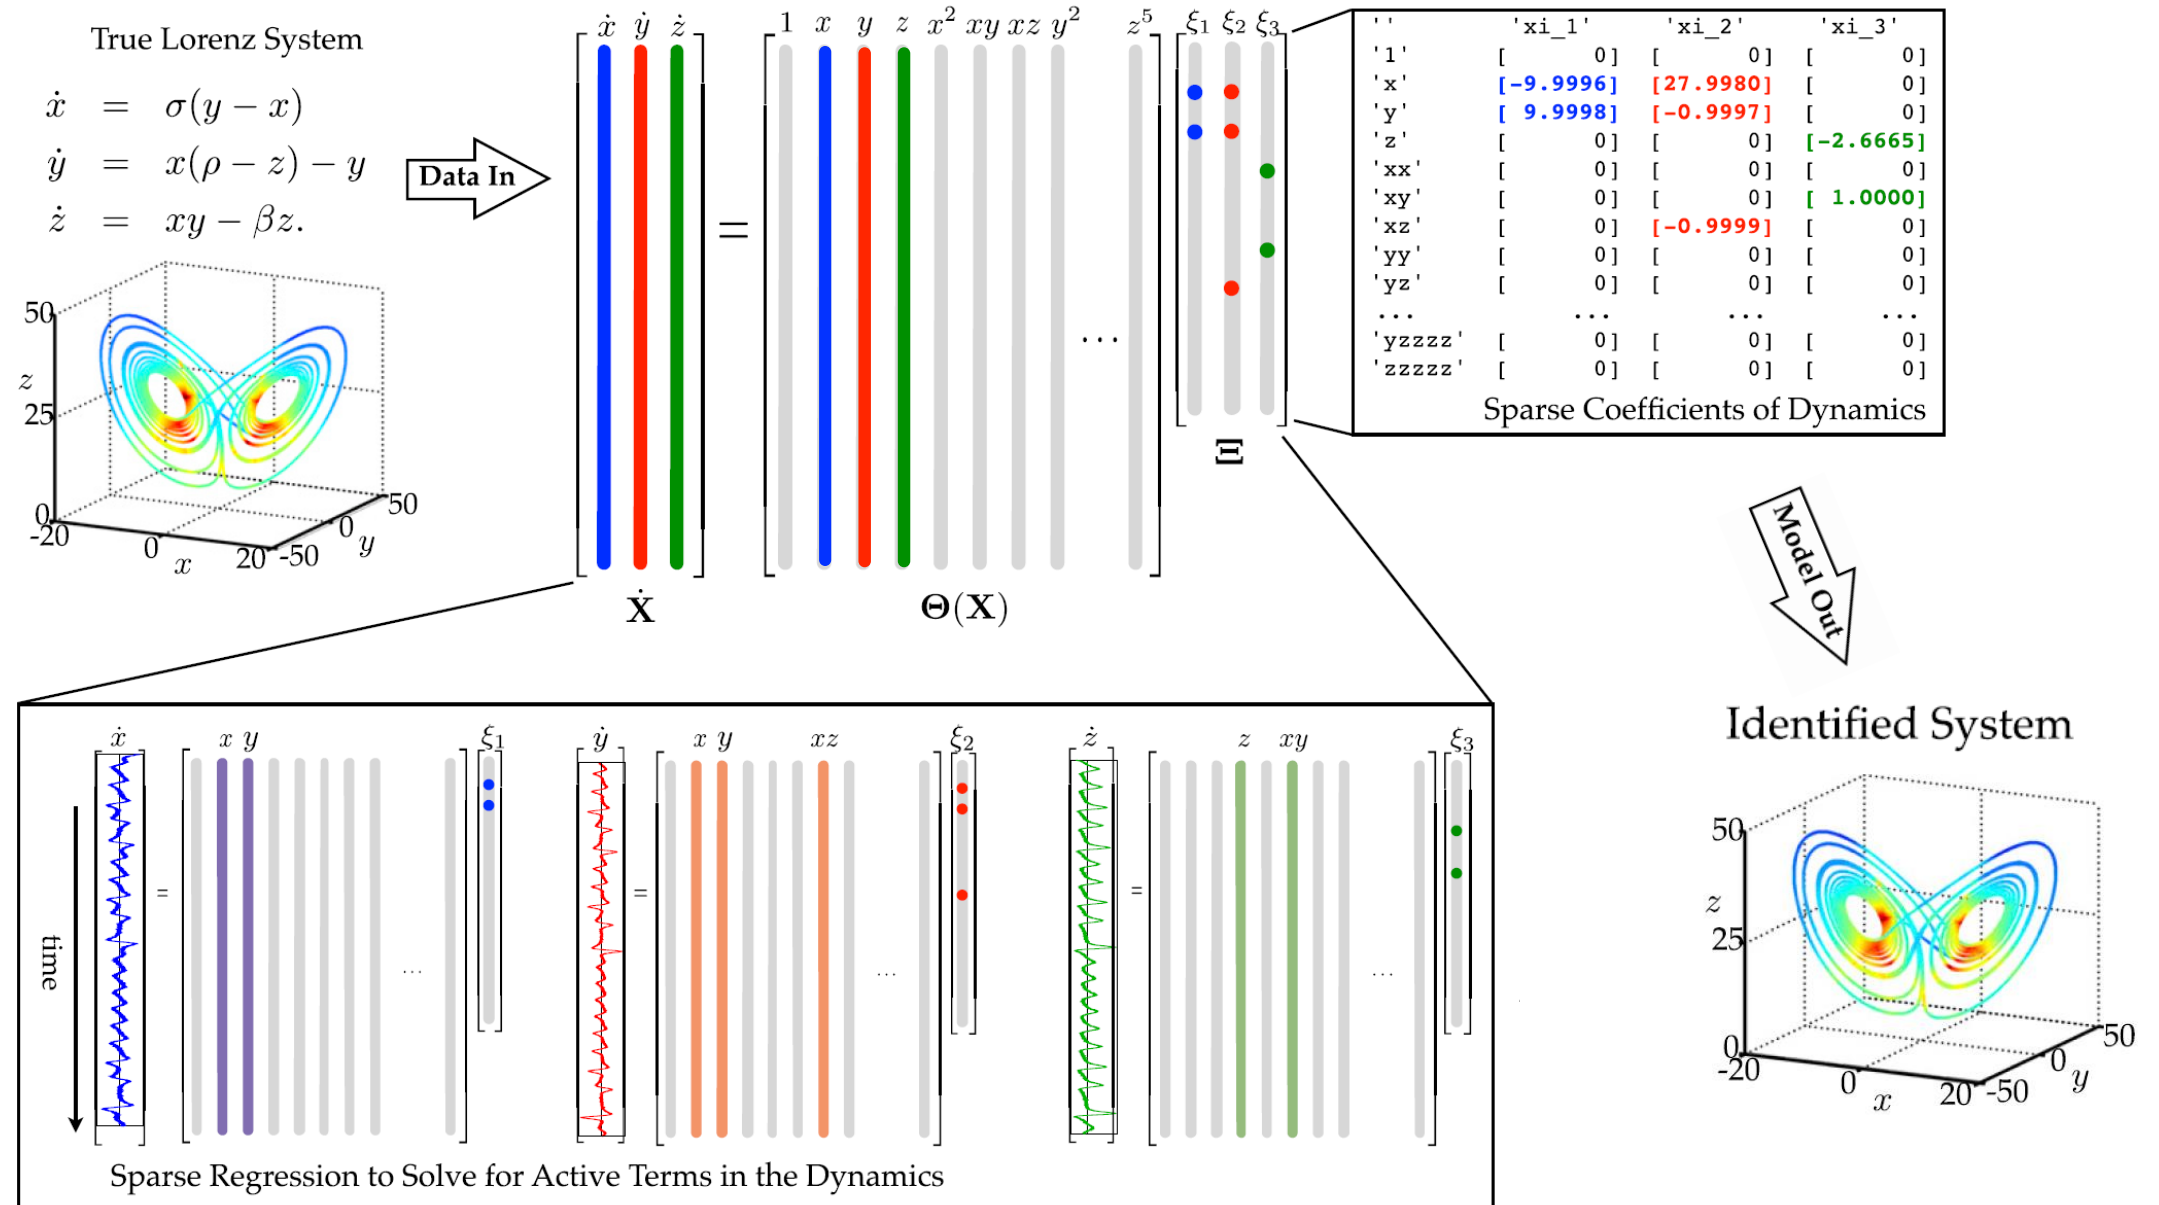 True Lorenz System
ẋ = σ(y − x)
ẏ = x(ρ − z) − y
ż = xy − βz.
Data In
50
25
0
z
-20
0
20
x
-50
0
50
y
ẋ ẏ ż
=
1 x y z x² xy xz y² z⁵
...
ξ₁ ξ₂ ξ₃
Ẋ
Θ(X)
Ξ
'' 'xi_1' 'xi_2' 'xi_3'
'1' [ 0] [ 0] [ 0]
'x' [-9.9996] [27.9980] [ 0]
'y' [ 9.9998] [-0.9997] [ 0]
'z' [ 0] [ 0] [-2.6665]
'xx' [ 0] [ 0] [ 0]
'xy' [ 0] [ 0] [ 1.0000]
'xz' [ 0] [-0.9999] [ 0]
'yy' [ 0] [ 0] [ 0]
'yz' [ 0] [ 0] [ 0]
... ... ... ...
'yzzzz' [ 0] [ 0] [ 0]
'zzzzz' [ 0] [ 0] [ 0]
Sparse Coefficients of Dynamics
Model Out
time
ẋ = x y ... ξ₁
ẏ = x y xz ... ξ₂
ż = z xy ... ξ₃
Sparse Regression to Solve for Active Terms in the Dynamics
Identified System
50
25
0
z
-20
0
20
x
-50
0
50
y